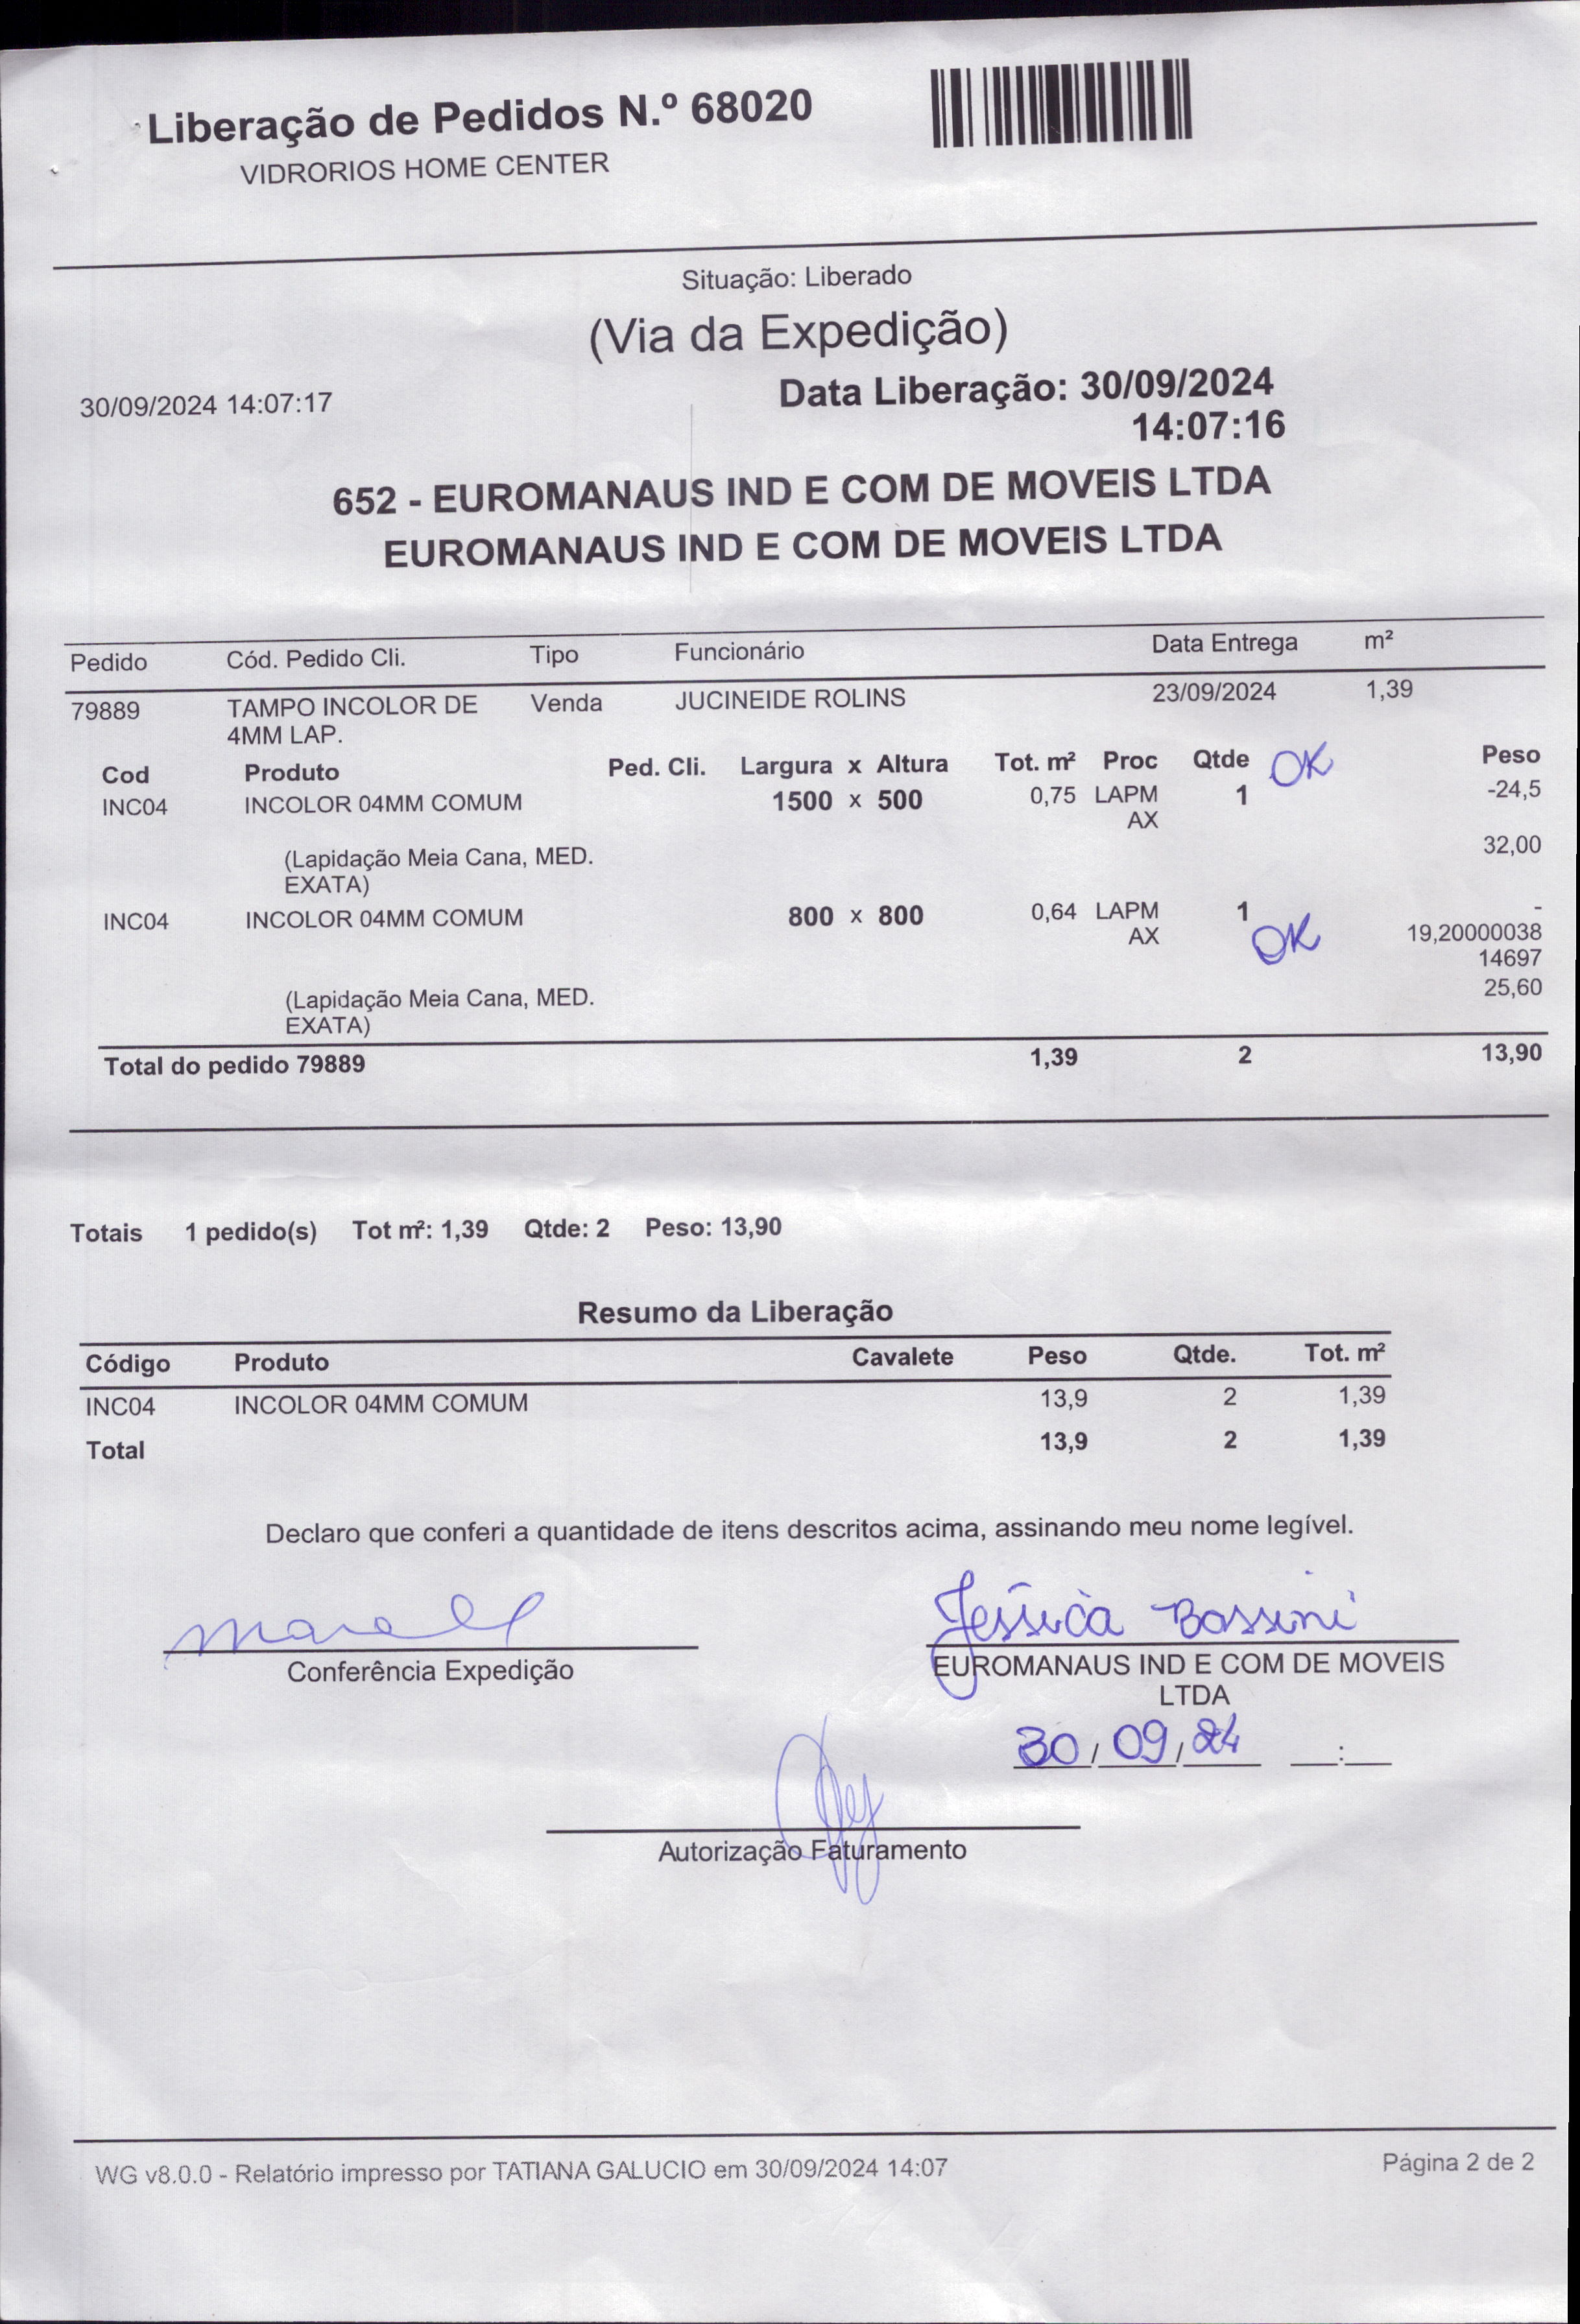 Liberação de Pedidos N.º 68020
VIDRORIOS HOME CENTER
Situação: Liberado
(Via da Expedição)
30/09/2024 14:07:17
Data Liberação: 30/09/2024
14:07:16
652 - EUROMANAUS IND E COM DE MOVEIS LTDA
EUROMANAUS IND E COM DE MOVEIS LTDA
Pedido Cód. Pedido Cli. Tipo Funcionário Data Entrega m²
79889 TAMPO INCOLOR DE Venda JUCINEIDE ROLINS 23/09/2024 1,39
4MM LAP.
Cod Produto Ped. Cli. Largura x Altura Tot. m² Proc Qtde OK Peso
INC04 INCOLOR 04MM COMUM 1500 x 500 0,75 LAPM 1 -24,5
AX
32,00
(Lapidação Meia Cana, MED.
EXATA)
INC04 INCOLOR 04MM COMUM 800 x 800 0,64 LAPM 1 -
AX OK 19,20000038
14697
25,60
(Lapidação Meia Cana, MED.
EXATA)
Total do pedido 79889 1,39 2 13,90
Totais 1 pedido(s) Tot m²: 1,39 Qtde: 2 Peso: 13,90
Resumo da Liberação
Código Produto Cavalete Peso Qtde. Tot. m²
INC04 INCOLOR 04MM COMUM 13,9 2 1,39
Total 13,9 2 1,39
Declaro que conferi a quantidade de itens descritos acima, assinando meu nome legível.
Jessica Bassini
Conferência Expedição
EUROMANAUS IND E COM DE MOVEIS
LTDA
30/09/24 __:__
Autorização Faturamento
WG v8.0.0 - Relatório impresso por TATIANA GALUCIO em 30/09/2024 14:07
Página 2 de 2